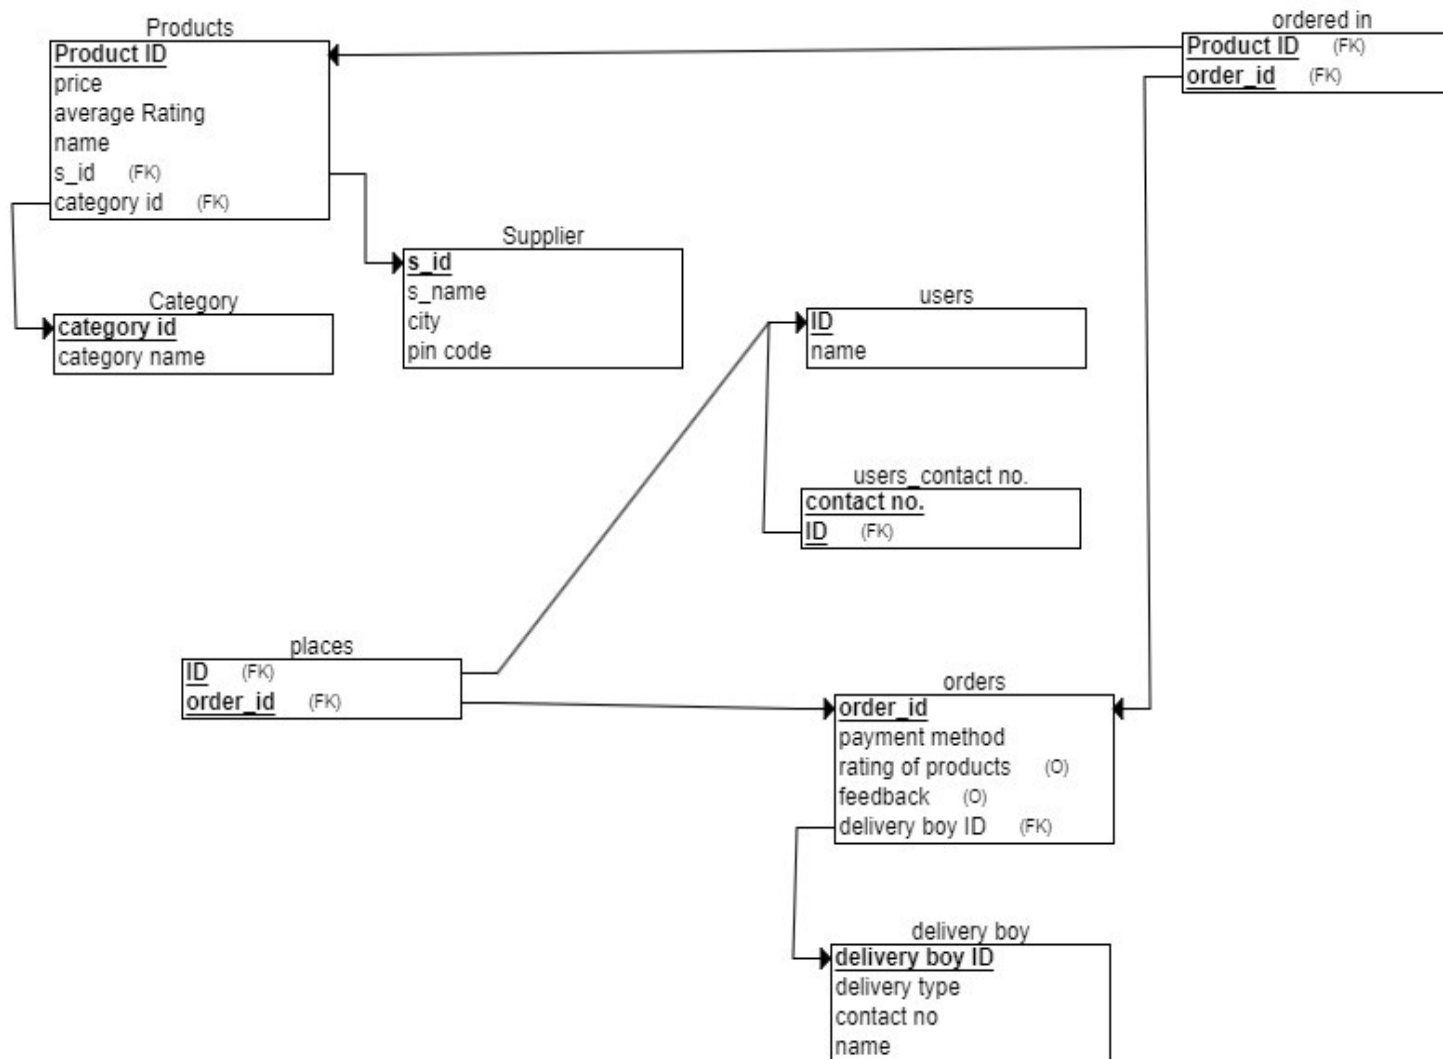 Products
Product ID
price
average Rating
name
s_id (FK)
category id (FK)
ordered in
Product ID (FK)
order_id (FK)
Supplier
s_id
s_name
city
pin code
Category
category id
category name
users
ID
name
users_contact no.
contact no.
ID (FK)
places
ID (FK)
order_id (FK)
orders
order_id
payment method
rating of products (O)
feedback (O)
delivery boy ID (FK)
delivery boy
delivery boy ID
delivery type
contact no
name